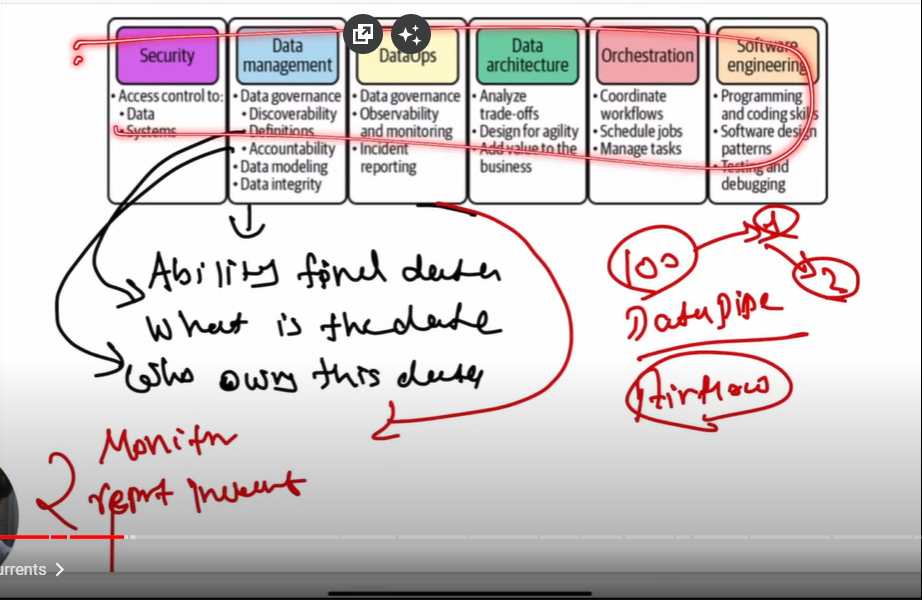 Security
Access control to:
Data
Systems
Data management
Data governance
Discoverability
Definitions
Accountability
Data modeling
Data integrity
DataOps
Data governance
Observability
and monitoring
Incident
reporting
Data architecture
Analyze
trade-offs
Design for agility
Add value to the
business
Orchestration
Coordinate
workflows
Schedule jobs
Manage tasks
Software engineering
Programming
and coding skills
Software design
patterns
Testing and
debugging
Ability find data
What is the data
Who own this data
Monitor
100
1
2
Data pipe
Airflow
urrents